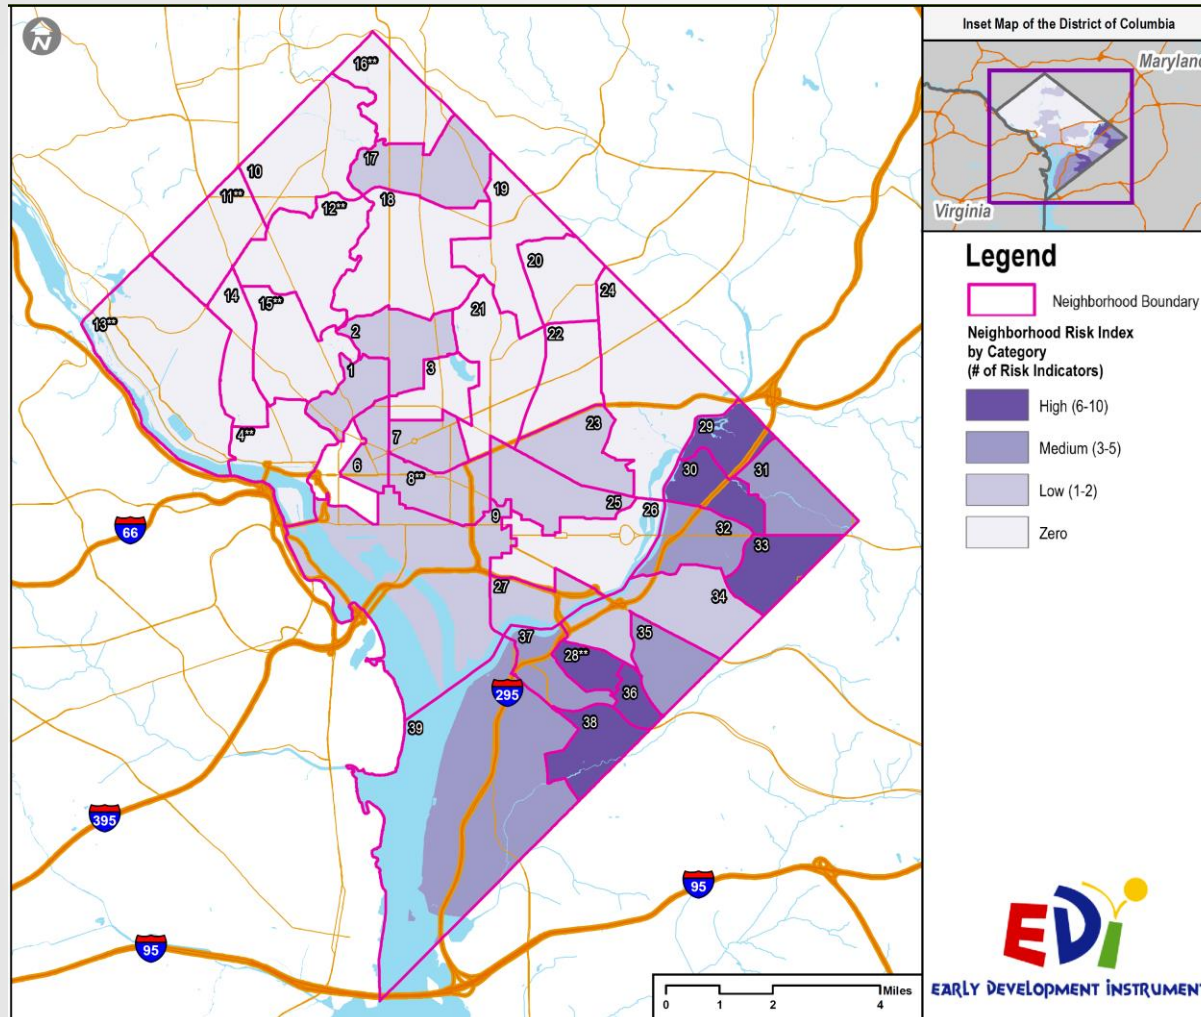 N
16**
10
17
11**
19
12**
18
20
21
24
14
15**
13**
2
22
1
3
23
29
4**
7
6
8**
30
31
25
26
9
32
33
27
34
35
37
28**
36
38
39
66
295
395
95
95
Miles
0 1 2 4
Inset Map of the District of Columbia
Maryland
Virginia
Legend
Neighborhood Boundary
Neighborhood Risk Index
by Category
(# of Risk Indicators)
High (6-10)
Medium (3-5)
Low (1-2)
Zero
EDi
EARLY DEVELOPMENT INSTRUMENT